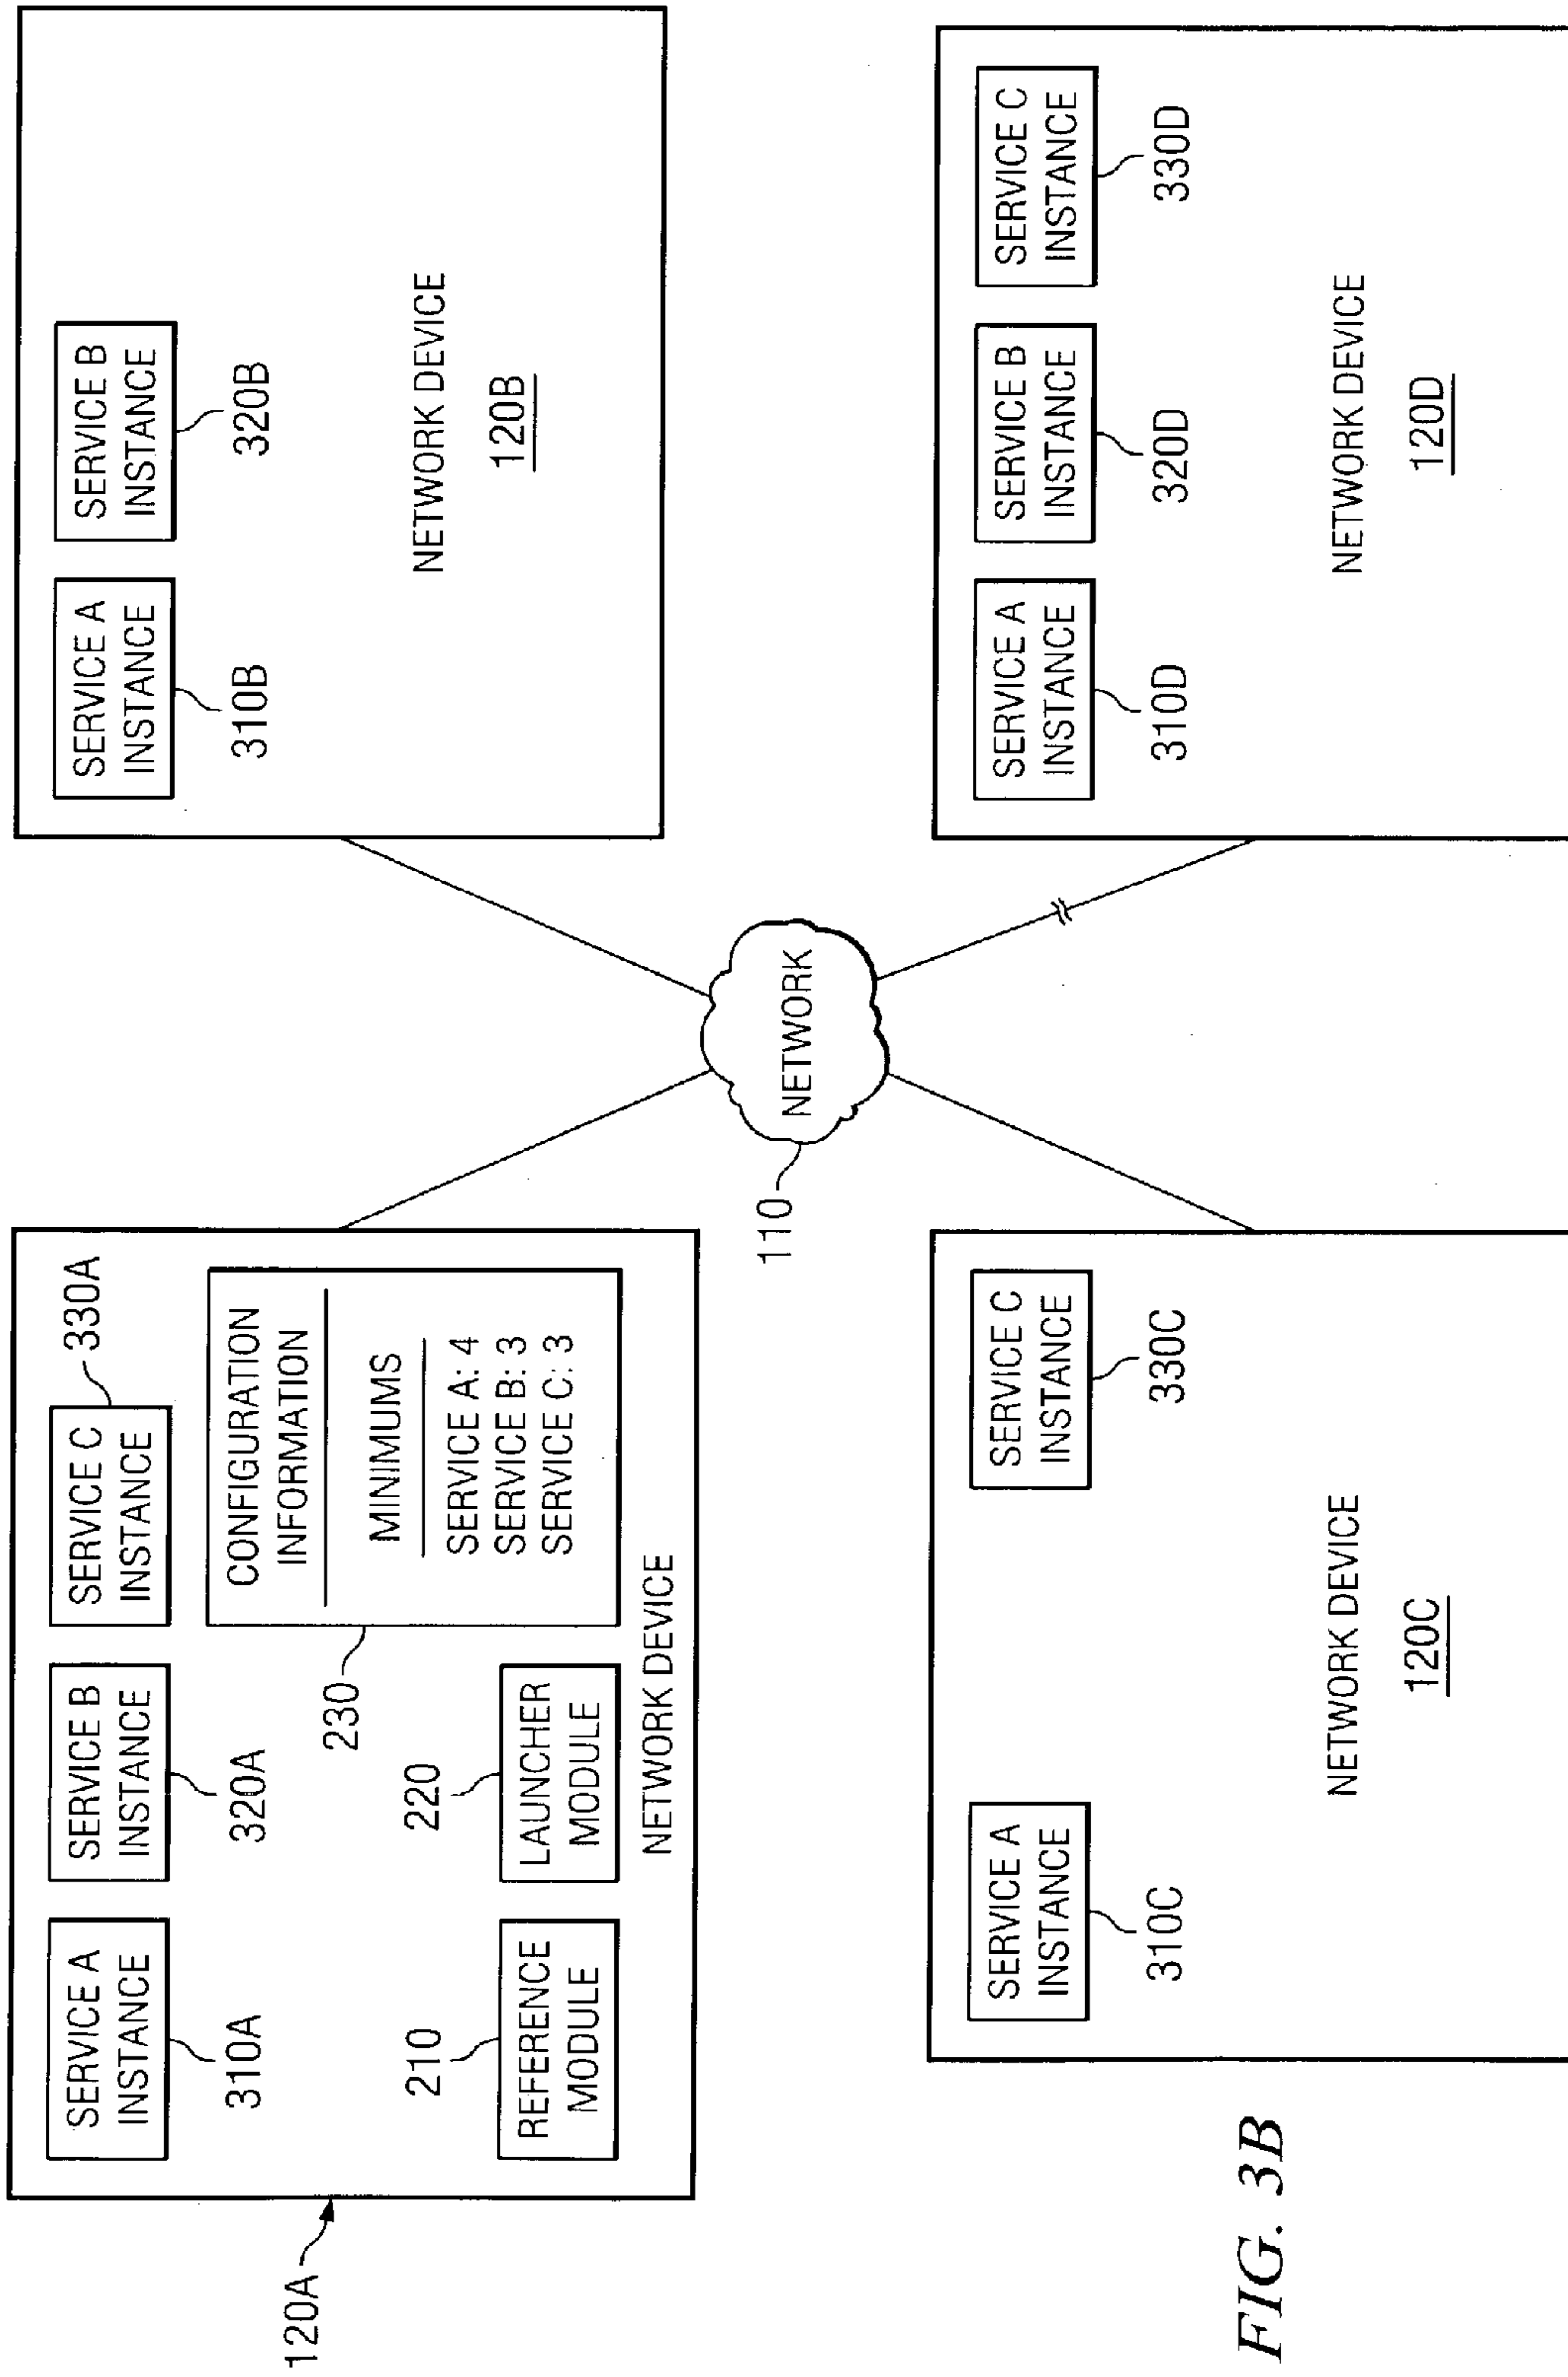 120A
SERVICE A
INSTANCE
310A
SERVICE B
INSTANCE
320A
SERVICE C
INSTANCE
330A
210
REFERENCE
MODULE
220
LAUNCHER
MODULE
230
CONFIGURATION
INFORMATION
MINIMUMS
SERVICE A: 4
SERVICE B: 3
SERVICE C: 3
NETWORK DEVICE
SERVICE A
INSTANCE
310B
SERVICE B
INSTANCE
320B
NETWORK DEVICE
120B
110
NETWORK
SERVICE A
INSTANCE
310C
SERVICE C
INSTANCE
330C
NETWORK DEVICE
120C
SERVICE A
INSTANCE
310D
SERVICE B
INSTANCE
320D
SERVICE C
INSTANCE
330D
NETWORK DEVICE
120D
FIG. 3B